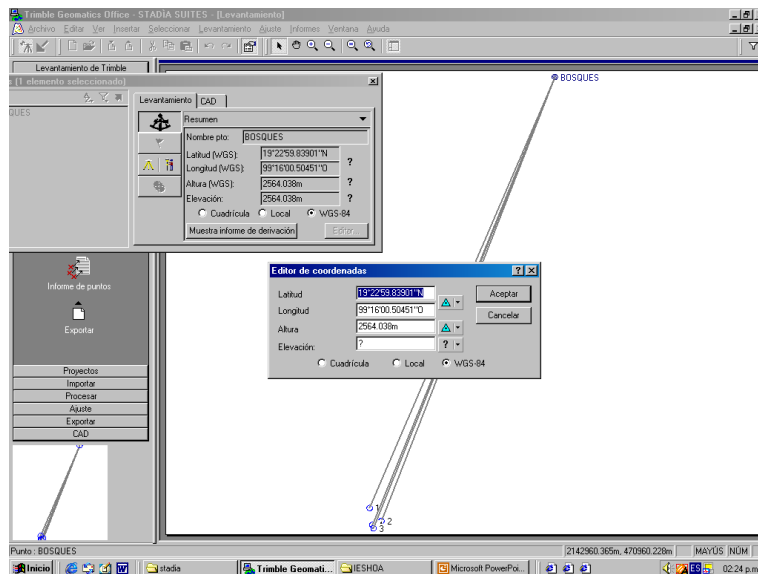 Trimble Geomatics Office - STADÍA SUITES - [Levantamiento]
Archivo Editar Ver Insertar Seleccionar Levantamiento Ajuste Informes Ventana Ayuda
Levantamiento de Trimble
s (1 elemento seleccionado)
QUES
Levantamiento CAD
Resumen
Nombre pto: BOSQUES
Latitud (WGS): 19°22'59.83901"N
Longitud (WGS): 99°16'00.50451"O
?
Altura (WGS): 2564.038m ?
Elevación: 2564.038m ?
Cuadrícula Local WGS-84
Muestra informe de derivación Editar...
BOSQUES
Informe de puntos
Exportar
Proyectos
Importar
Procesar
Ajuste
Exportar
CAD
Editor de coordenadas
Latitud 19°22'59.83901"N
Longitud 99°16'00.50451"O
Altura 2564.038m
Elevación: ? ?
Cuadrícula Local WGS-84
Aceptar
Cancelar
1
2
3
Punto : BOSQUES
2142960.365m, 470960.228m MAYÚS NÚM
Inicio stadia Trimble Geomati... IESHOA Microsoft PowerPoi... ES 02:24 p.m.